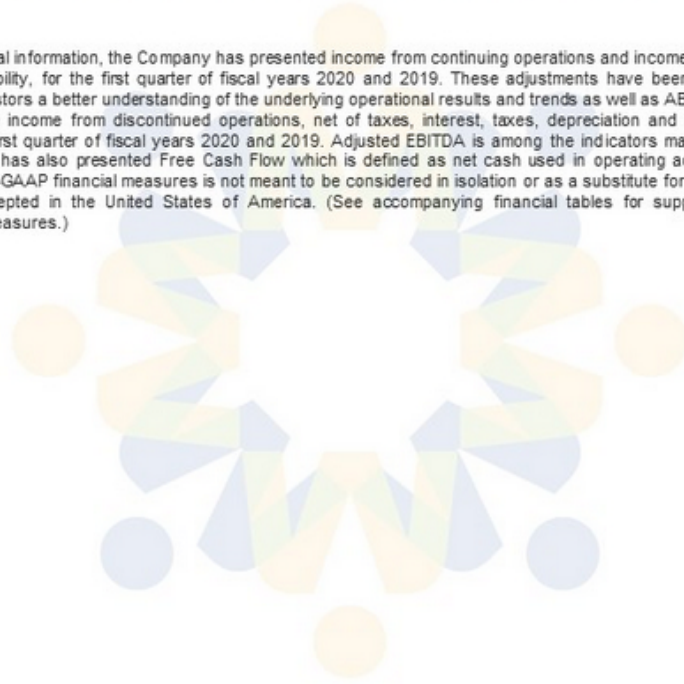 al information, the Company has presented income from continuing operations and income
bility, for the first quarter of fiscal years 2020 and 2019. These adjustments have been
stors a better understanding of the underlying operational results and trends as well as AB
income from discontinued operations, net of taxes, interest, taxes, depreciation and
rst quarter of fiscal years 2020 and 2019. Adjusted EBITDA is among the indicators ma
has also presented Free Cash Flow which is defined as net cash used in operating ac
-GAAP financial measures is not meant to be considered in isolation or as a substitute for
epted in the United States of America. (See accompanying financial tables for supp
easures.)